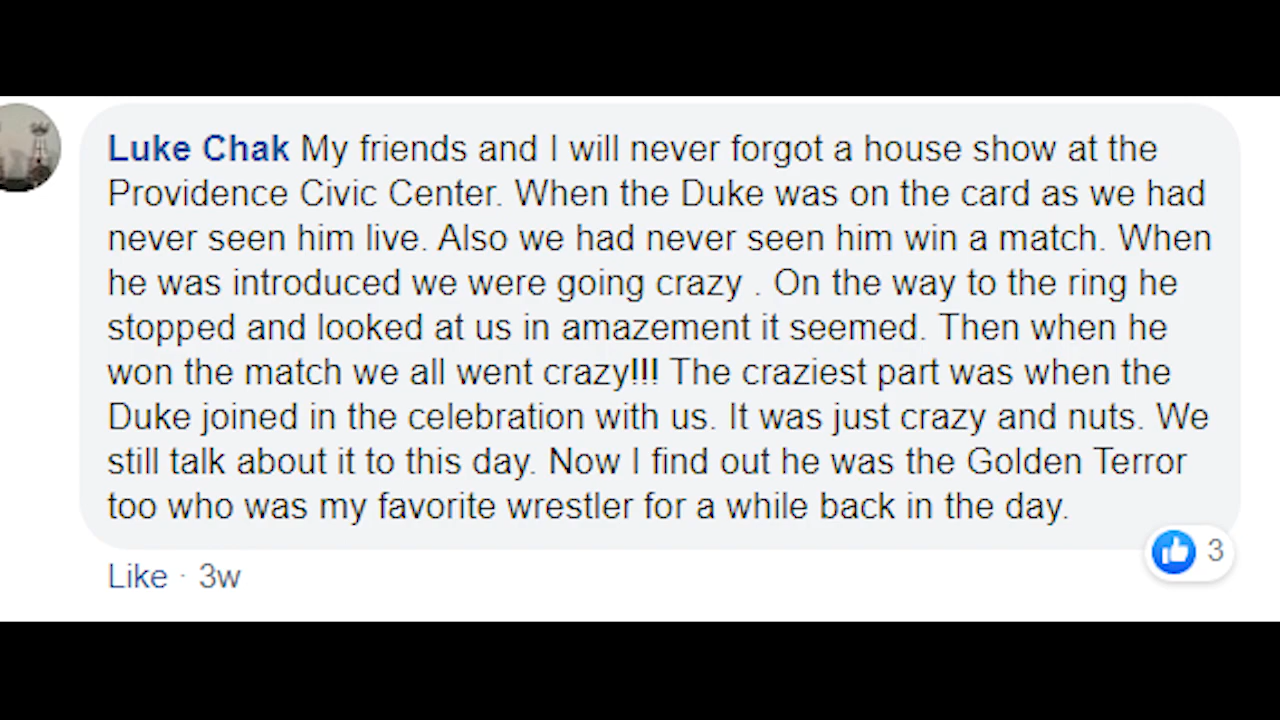 Luke Chak My friends and I will never forgot a house show at the
Providence Civic Center. When the Duke was on the card as we had
never seen him live. Also we had never seen him win a match. When
he was introduced we were going crazy . On the way to the ring he
stopped and looked at us in amazement it seemed. Then when he
won the match we all went crazy!!! The craziest part was when the
Duke joined in the celebration with us. It was just crazy and nuts. We
still talk about it to this day. Now I find out he was the Golden Terror
too who was my favorite wrestler for a while back in the day.
3
Like · 3w